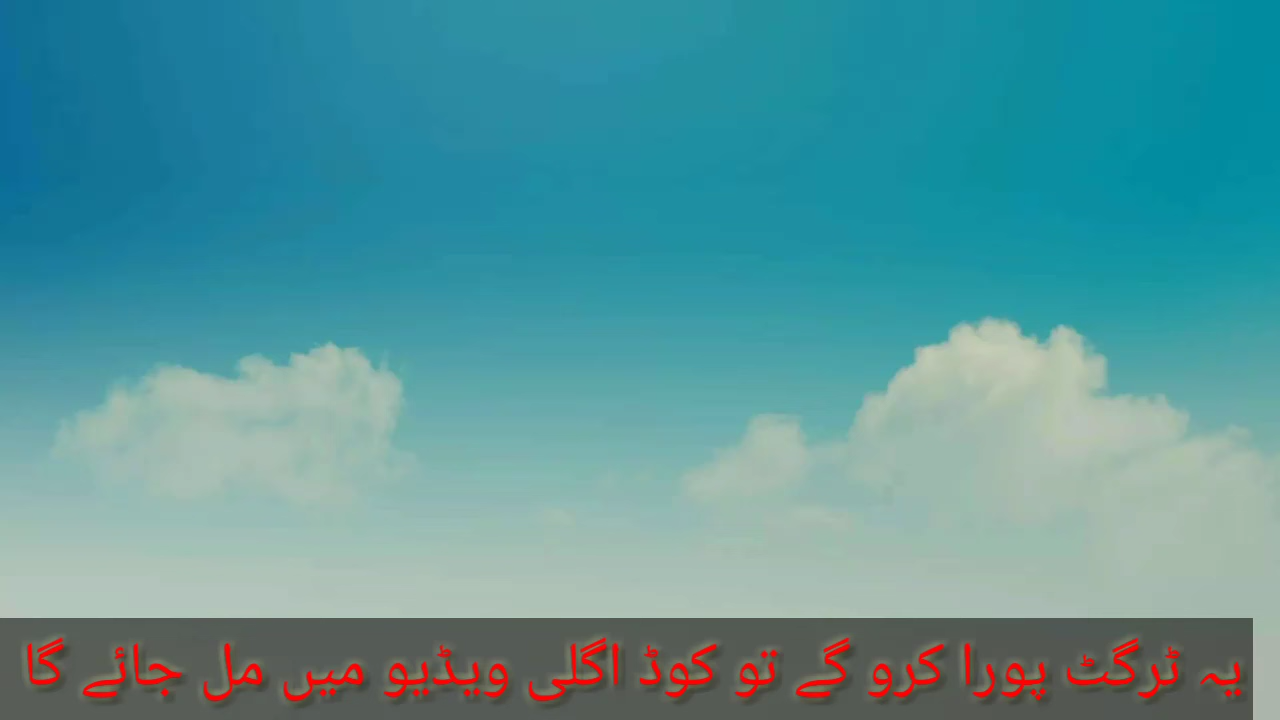 یہ ٹرگٹ پورا کرو گے تو کوڈ اگلی ویڈیو میں مل جائے گا